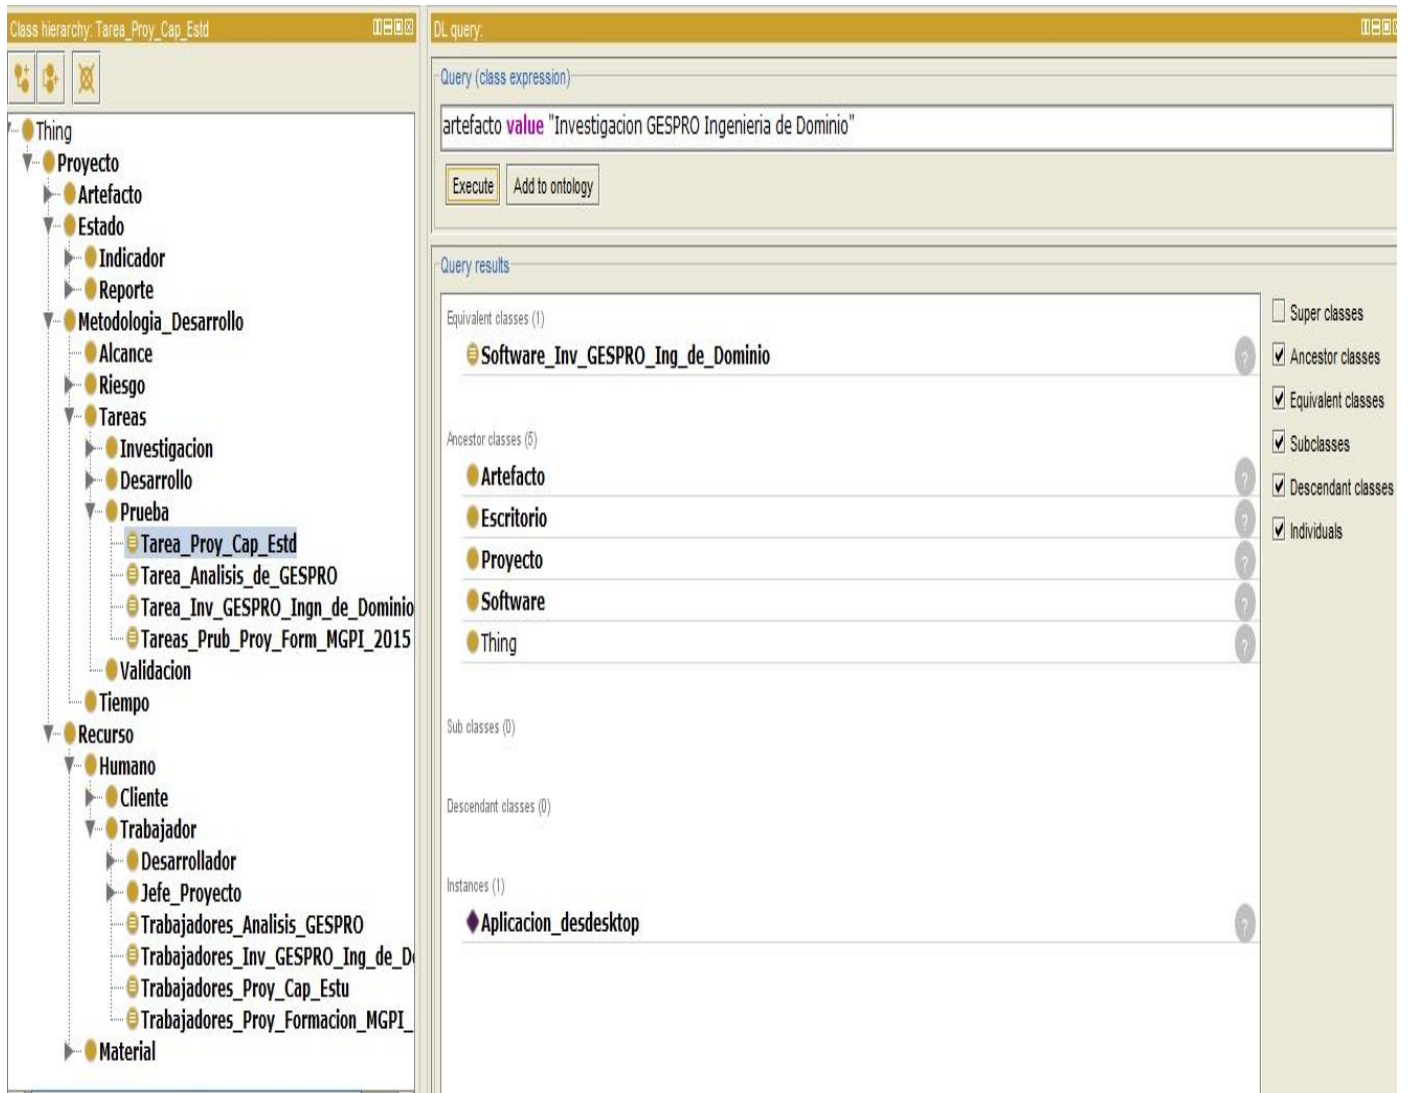 Class hierarchy: Tarea_Proy_Cap_Estd
Thing
Proyecto
Artefacto
Estado
Indicador
Reporte
Metodologia_Desarrollo
Alcance
Riesgo
Tareas
Investigacion
Desarrollo
Prueba
Tarea_Proy_Cap_Estd
Tarea_Analisis_de_GESPRO
Tarea_Inv_GESPRO_Ingn_de_Dominio
Tareas_Prub_Proy_Form_MGPI_2015
Validacion
Tiempo
Recurso
Humano
Cliente
Trabajador
Desarrollador
Jefe_Proyecto
Trabajadores_Analisis_GESPRO
Trabajadores_Inv_GESPRO_Ing_de_D
Trabajadores_Proy_Cap_Estu
Trabajadores_Proy_Formacion_MGPI_
Material
DL query:
Query (class expression)
artefacto value "Investigacion GESPRO Ingenieria de Dominio"
Execute
Add to ontology
Query results
Equivalent classes (1)
Software_Inv_GESPRO_Ing_de_Dominio
?
Ancestor classes (5)
Artefacto
?
Escritorio
?
Proyecto
?
Software
?
Thing
?
Sub classes (0)
Descendant classes (0)
Instances (1)
Aplicacion_desdesktop
?
Super classes
Ancestor classes
Equivalent classes
Subclasses
Descendant classes
Individuals